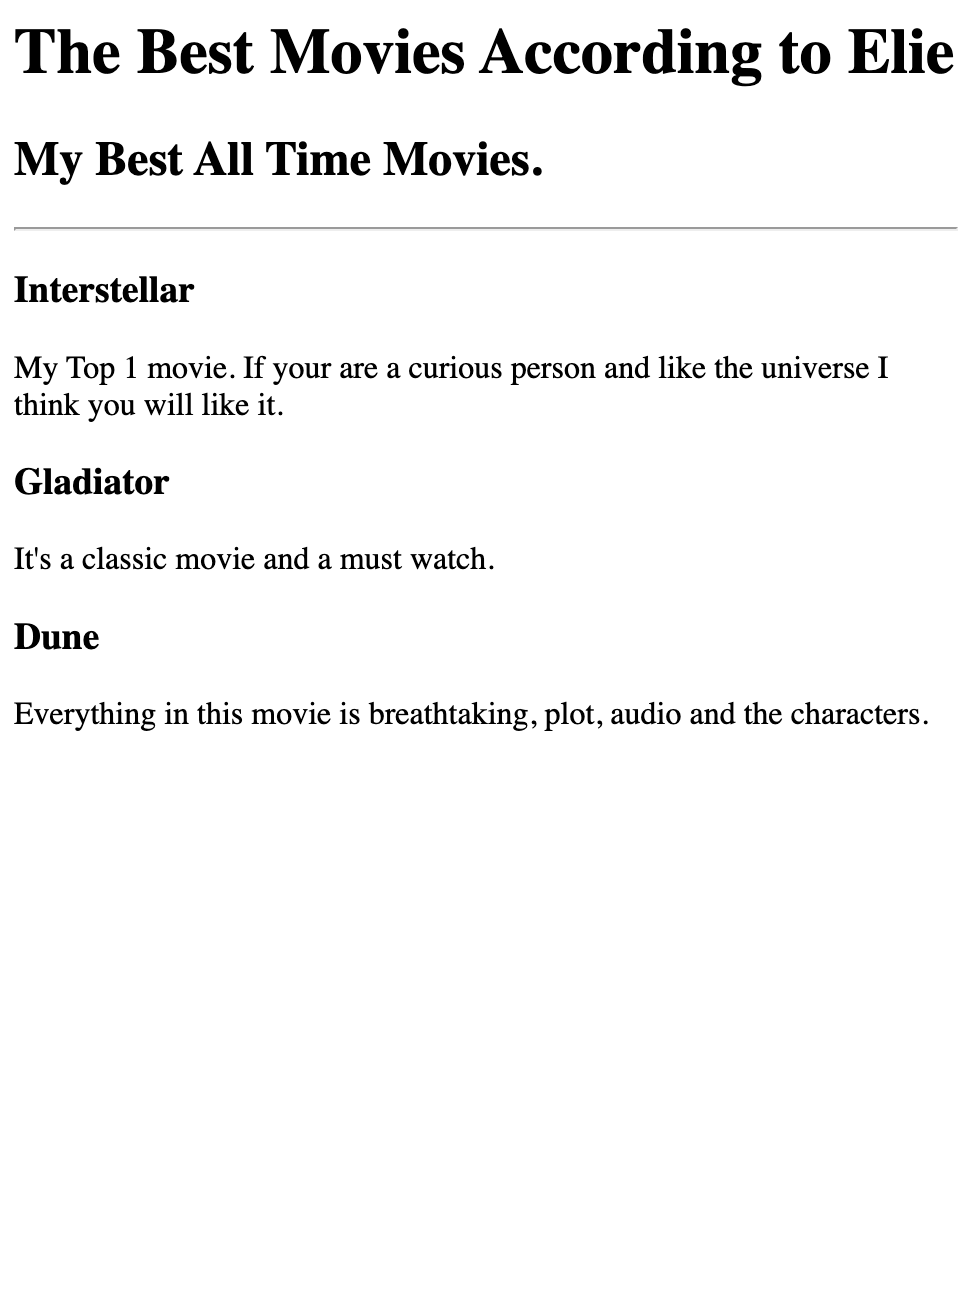 The Best Movies According to Elie
My Best All Time Movies.
Interstellar
My Top 1 movie. If your are a curious person and like the universe I
think you will like it.
Gladiator
It's a classic movie and a must watch.
Dune
Everything in this movie is breathtaking, plot, audio and the characters.